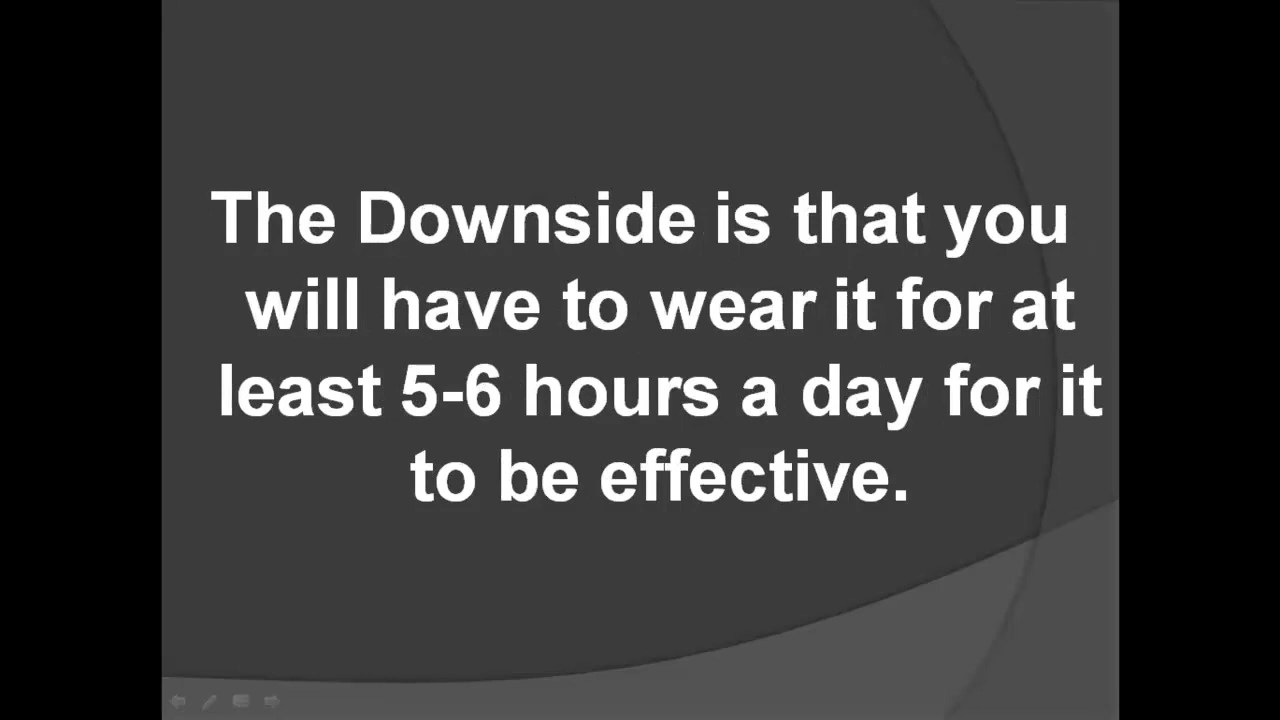 The Downside is that you
will have to wear it for at
least 5-6 hours a day for it
to be effective.